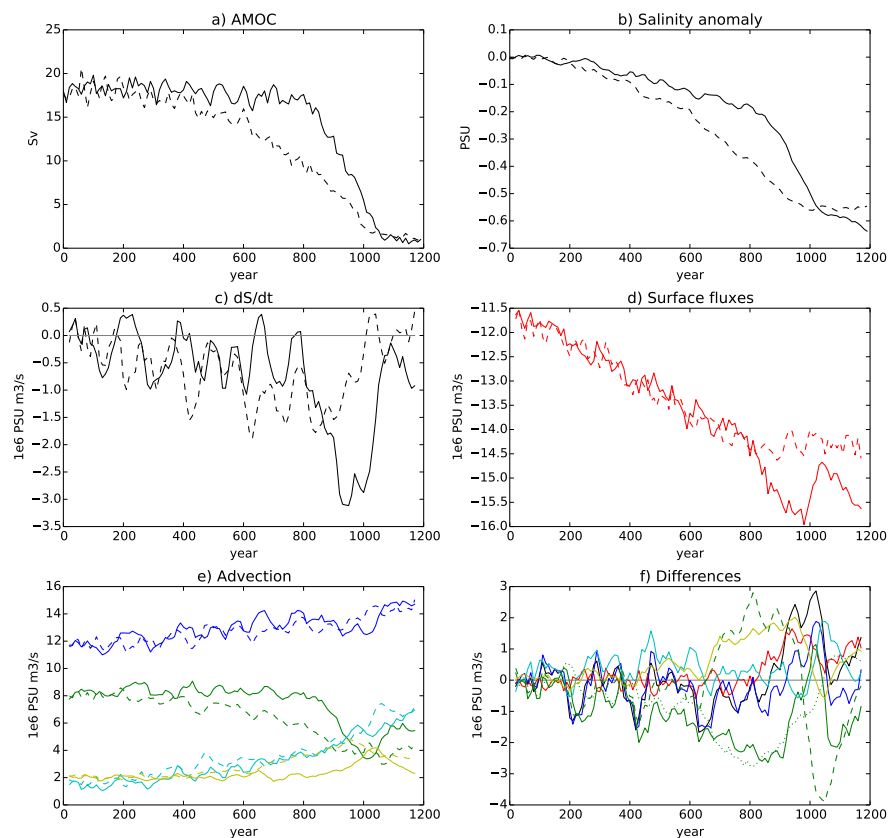 a) AMOC
25
20
15
10
5
0
Sv
0 200 400 600 800 1000 1200
year
b) Salinity anomaly
0.1
0.0
−0.1
−0.2
−0.3
−0.4
−0.5
−0.6
−0.7
PSU
0 200 400 600 800 1000 1200
year
c) dS/dt
0.5
0.0
−0.5
−1.0
−1.5
−2.0
−2.5
−3.0
−3.5
1e6 PSU m3/s
0 200 400 600 800 1000 1200
year
d) Surface fluxes
−11.5
−12.0
−12.5
−13.0
−13.5
−14.0
−14.5
−15.0
−15.5
−16.0
1e6 PSU m3/s
0 200 400 600 800 1000 1200
year
e) Advection
16
14
12
10
8
6
4
2
0
1e6 PSU m3/s
0 200 400 600 800 1000 1200
year
f) Differences
3
2
1
0
−1
−2
−3
−4
1e6 PSU m3/s
0 200 400 600 800 1000 1200
year